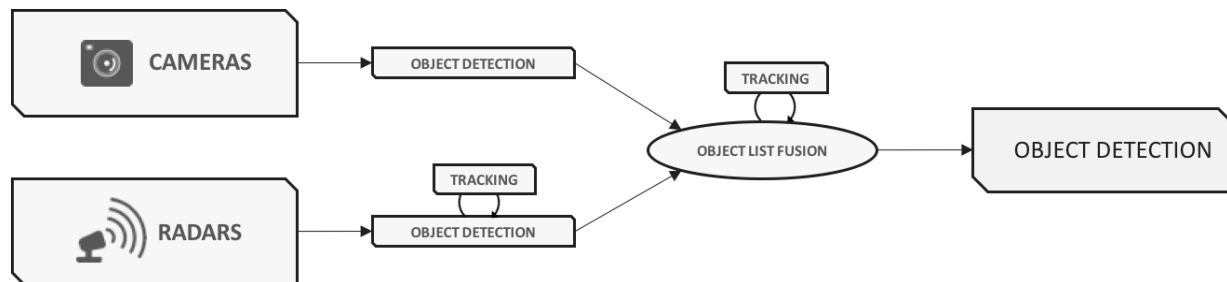 CAMERAS
OBJECT DETECTION
TRACKING
OBJECT LIST FUSION
OBJECT DETECTION
TRACKING
RADARS
OBJECT DETECTION